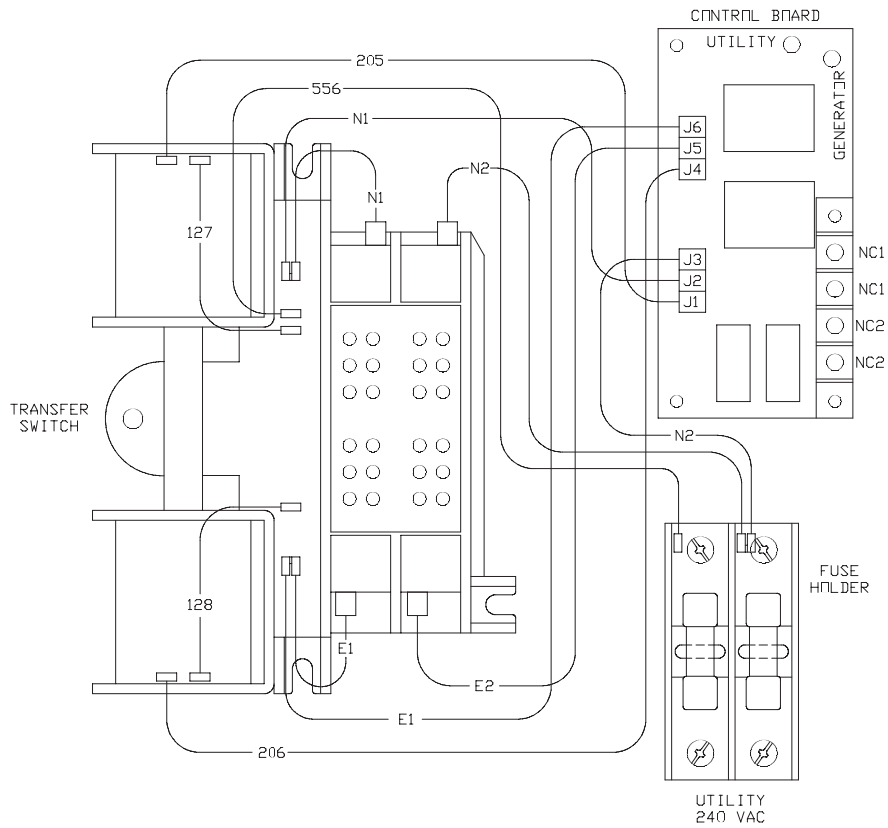 CONTROL BOARD
UTILITY
GENERATOR
205
556
N1
J6
J5
J4
N2
N1
127
NC1
J3
J2
NC1
J1
NC2
NC2
TRANSFER
SWITCH
N2
FUSE
HOLDER
128
E1
E2
E1
206
UTILITY
240 VAC